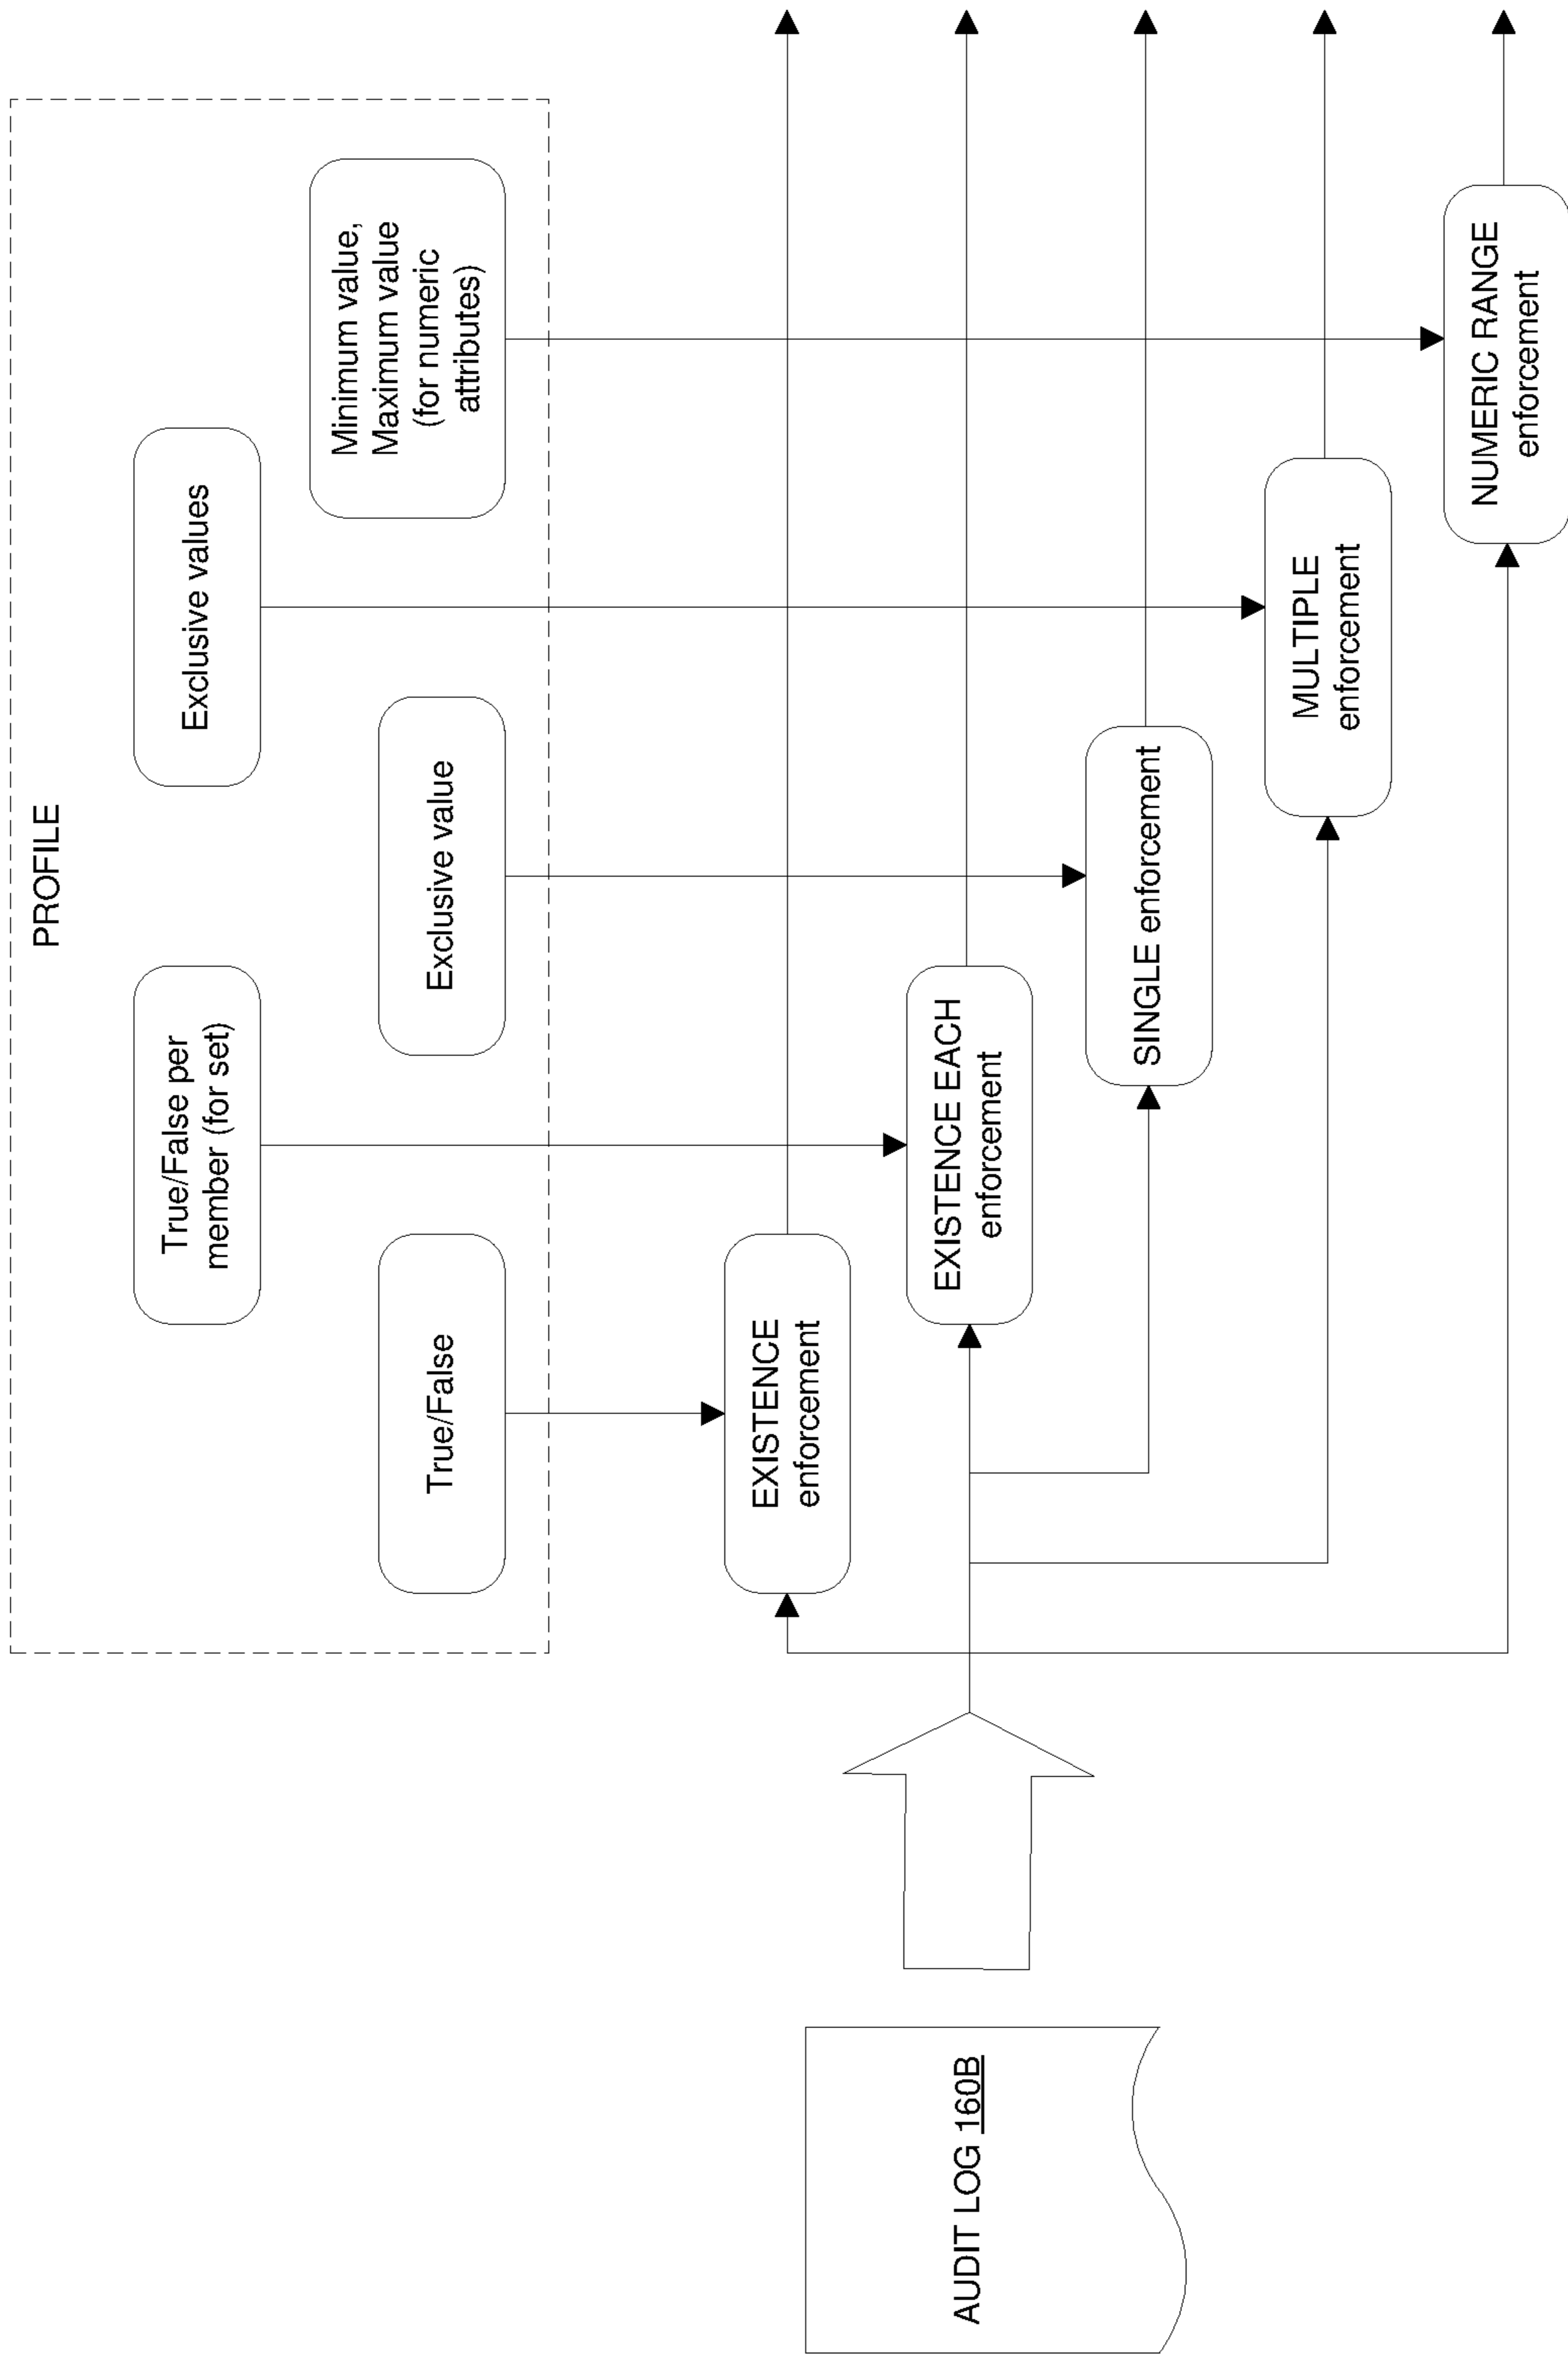 PROFILE
True/False per
member (for set)
Exclusive values
True/False
Exclusive value
Minimum value,
Maximum value
(for numeric
attributes)
EXISTENCE
enforcement
EXISTENCE EACH
enforcement
SINGLE enforcement
MULTIPLE
enforcement
NUMERIC RANGE
enforcement
AUDIT LOG 160B